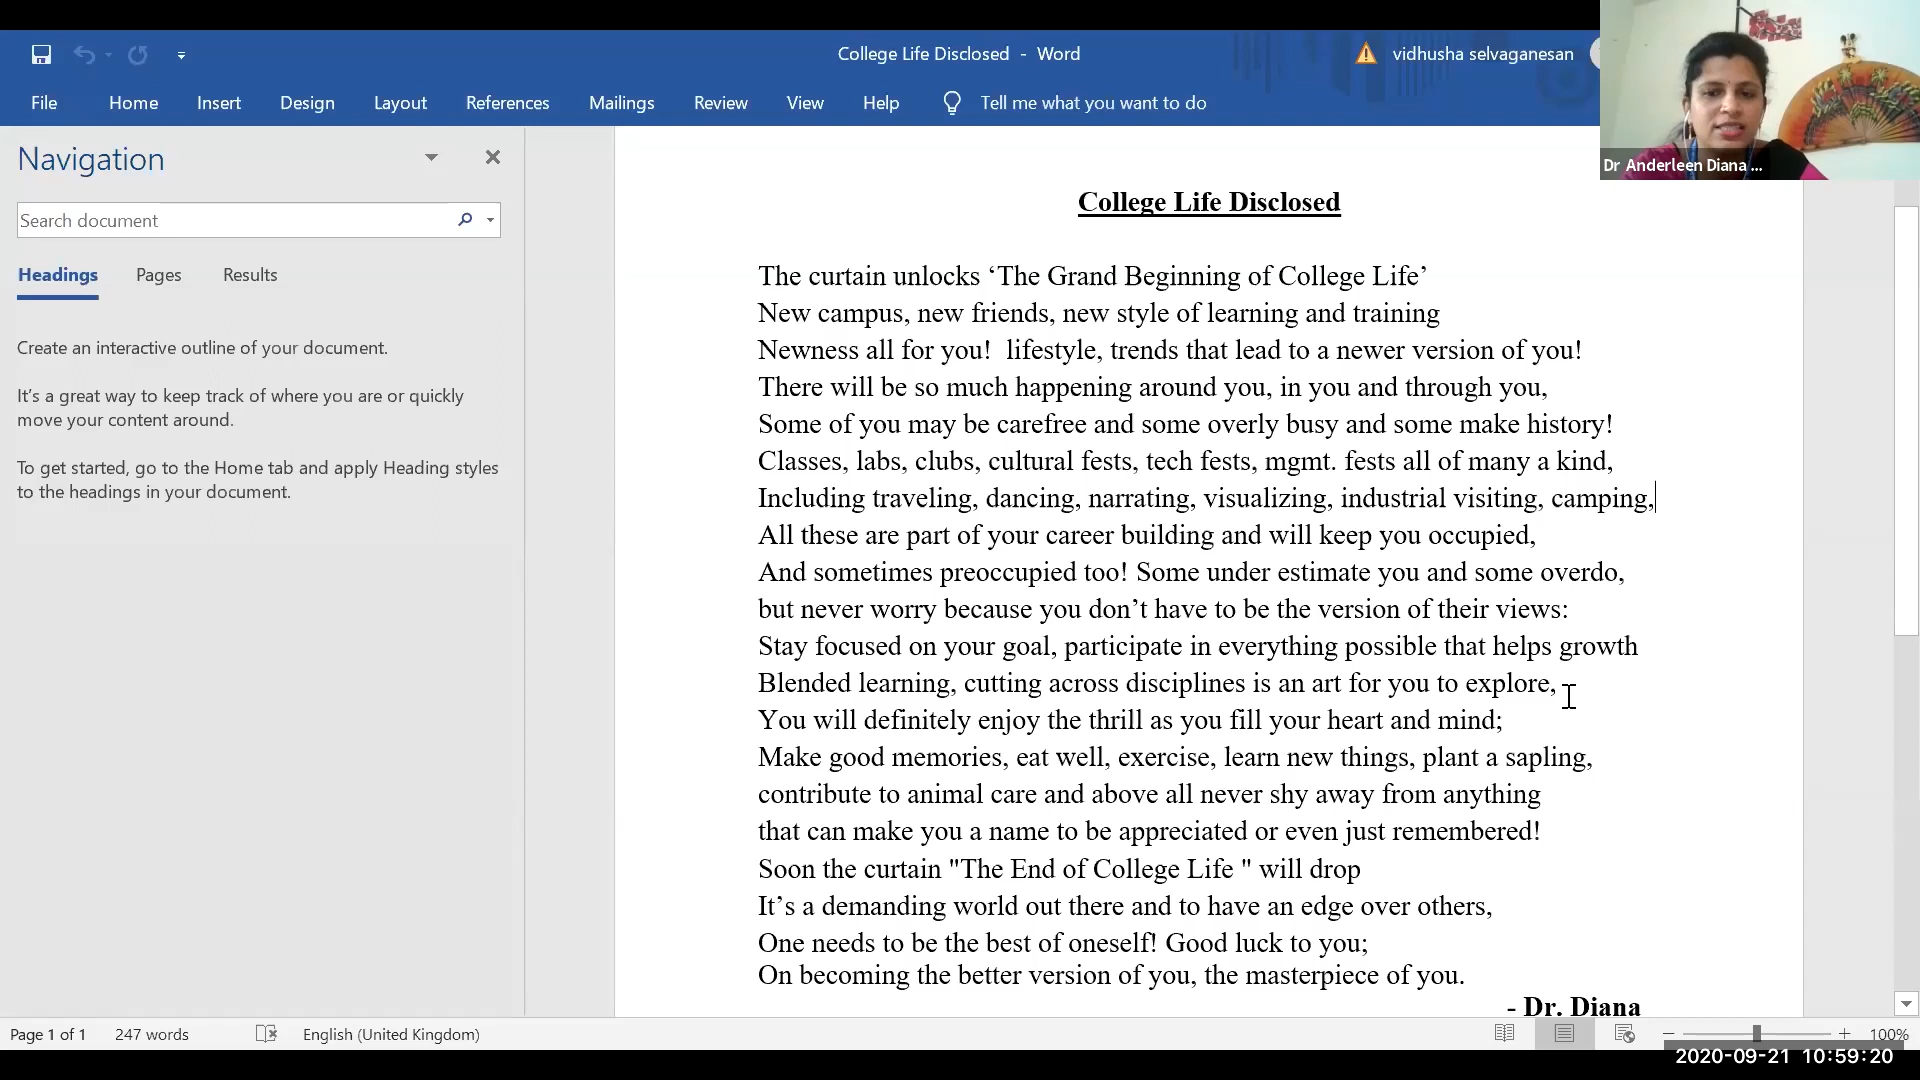 College Life Disclosed - Word
vidhusha selvaganesan
File Home Insert Design Layout References Mailings Review View Help Tell me what you want to do
Dr Anderleen Diana ...
Navigation
Search document
Headings Pages Results
Create an interactive outline of your document.
It's a great way to keep track of where you are or quickly
move your content around.
To get started, go to the Home tab and apply Heading styles
to the headings in your document.
College Life Disclosed
The curtain unlocks ‘The Grand Beginning of College Life’
New campus, new friends, new style of learning and training
Newness all for you!  lifestyle, trends that lead to a newer version of you!
There will be so much happening around you, in you and through you,
Some of you may be carefree and some overly busy and some make history!
Classes, labs, clubs, cultural fests, tech fests, mgmt. fests all of many a kind,
Including traveling, dancing, narrating, visualizing, industrial visiting, camping,
All these are part of your career building and will keep you occupied,
And sometimes preoccupied too! Some under estimate you and some overdo,
but never worry because you don’t have to be the version of their views:
Stay focused on your goal, participate in everything possible that helps growth
Blended learning, cutting across disciplines is an art for you to explore,
You will definitely enjoy the thrill as you fill your heart and mind;
Make good memories, eat well, exercise, learn new things, plant a sapling,
contribute to animal care and above all never shy away from anything
that can make you a name to be appreciated or even just remembered!
Soon the curtain "The End of College Life " will drop
It’s a demanding world out there and to have an edge over others,
One needs to be the best of oneself! Good luck to you;
On becoming the better version of you, the masterpiece of you.
- Dr. Diana
Page 1 of 1 247 words English (United Kingdom) 100%
2020-09-21 10:59:20